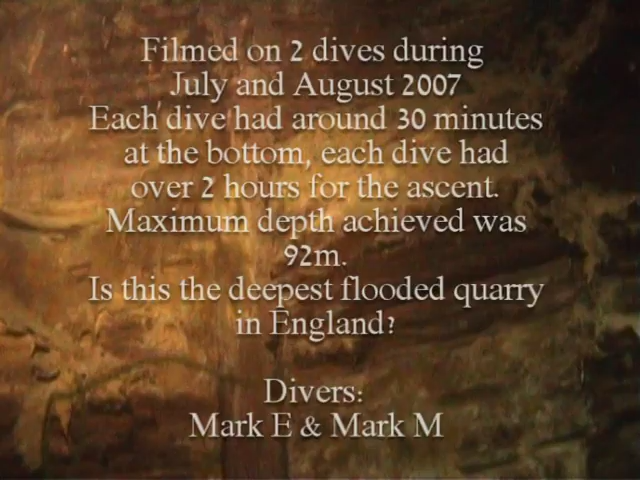 Filmed on 2 dives during
July and August 2007
Each dive had around 30 minutes
at the bottom, each dive had
over 2 hours for the ascent.
Maximum depth achieved was
92m.
Is this the deepest flooded quarry
in England?
Divers:
Mark E & Mark M